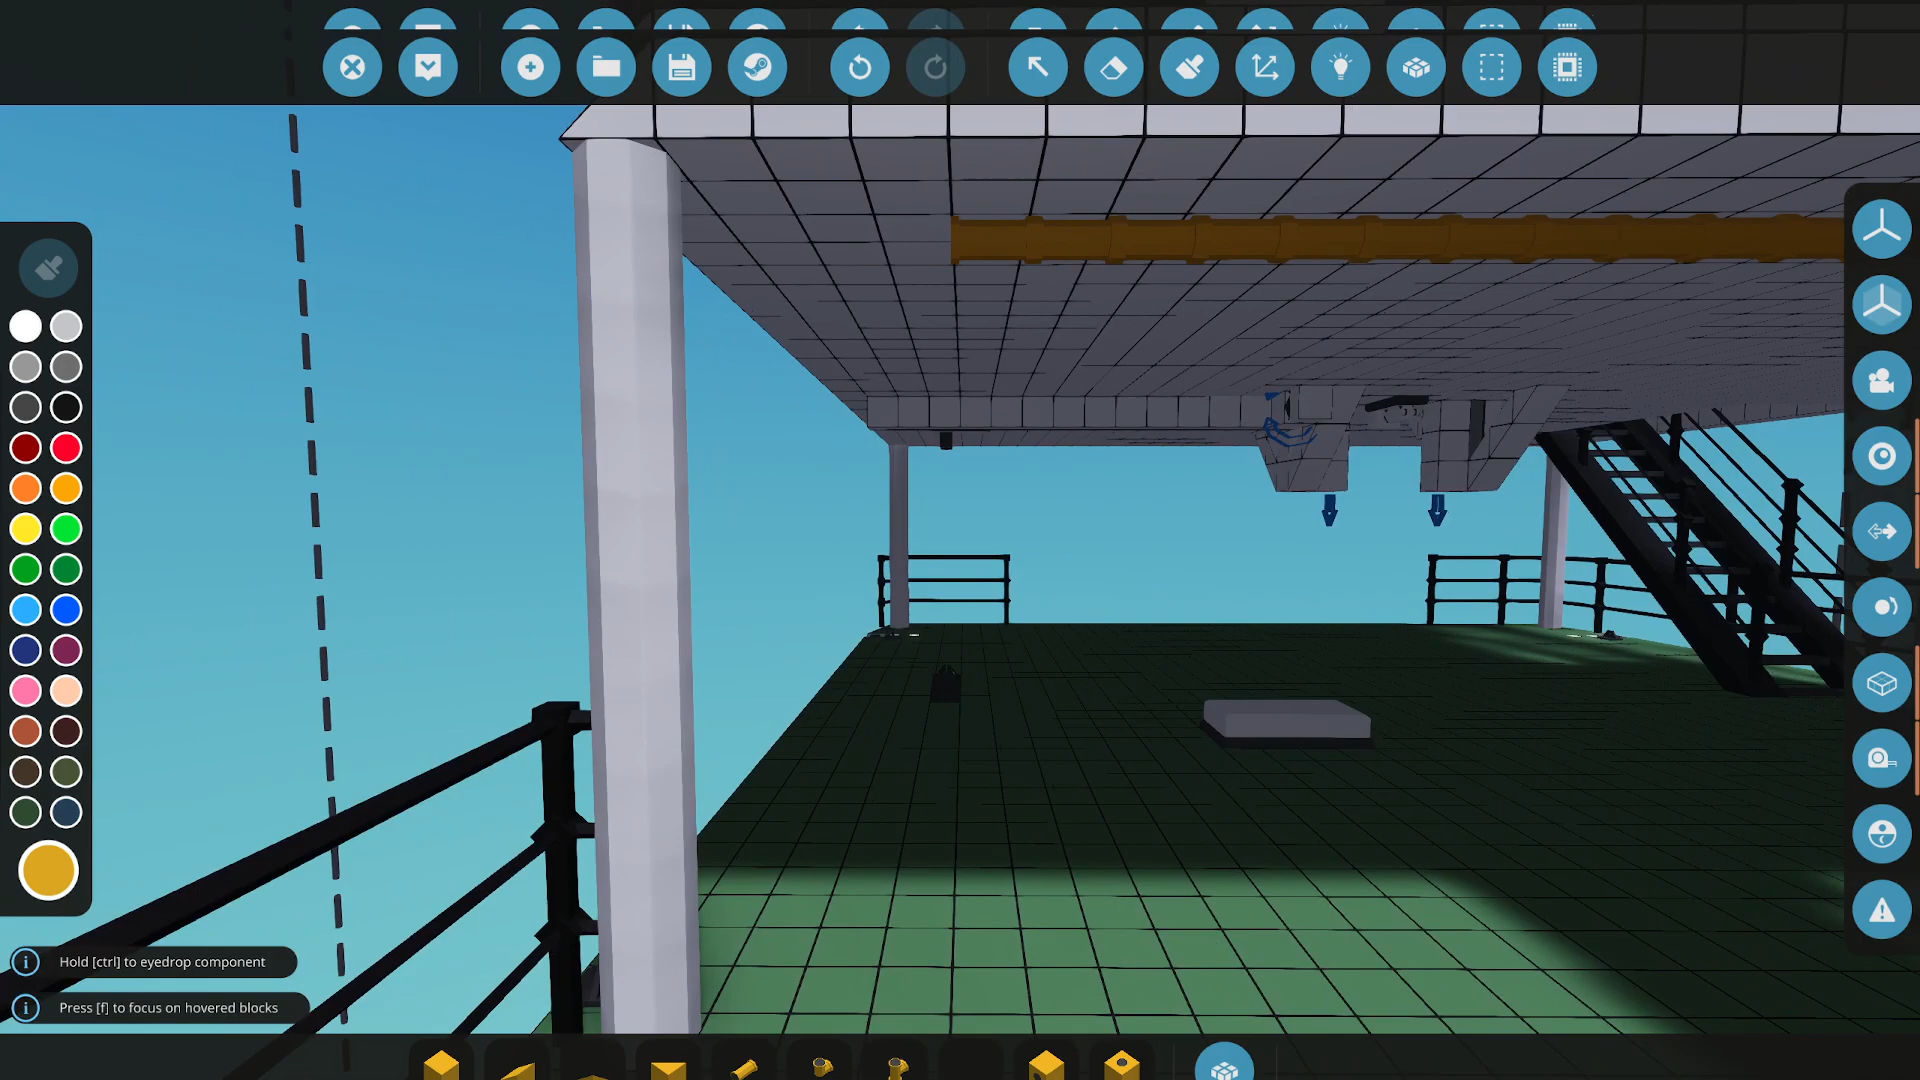 Hold [ctrl] to eyedrop component
Press [f] to focus on hovered blocks